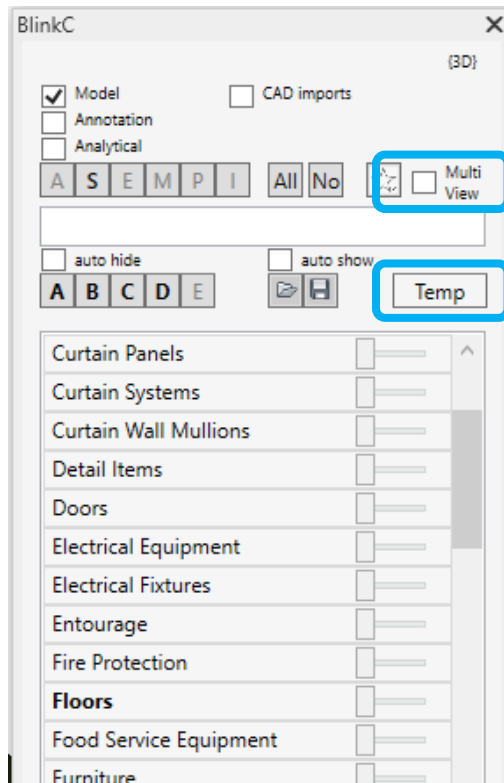 BlinkC
{3D}
Model CAD imports
Annotation
Analytical
A S E M P I All No Multi View
auto hide auto show
A B C D E Temp
Curtain Panels
Curtain Systems
Curtain Wall Mullions
Detail Items
Doors
Electrical Equipment
Electrical Fixtures
Entourage
Fire Protection
Floors
Food Service Equipment
Furniture